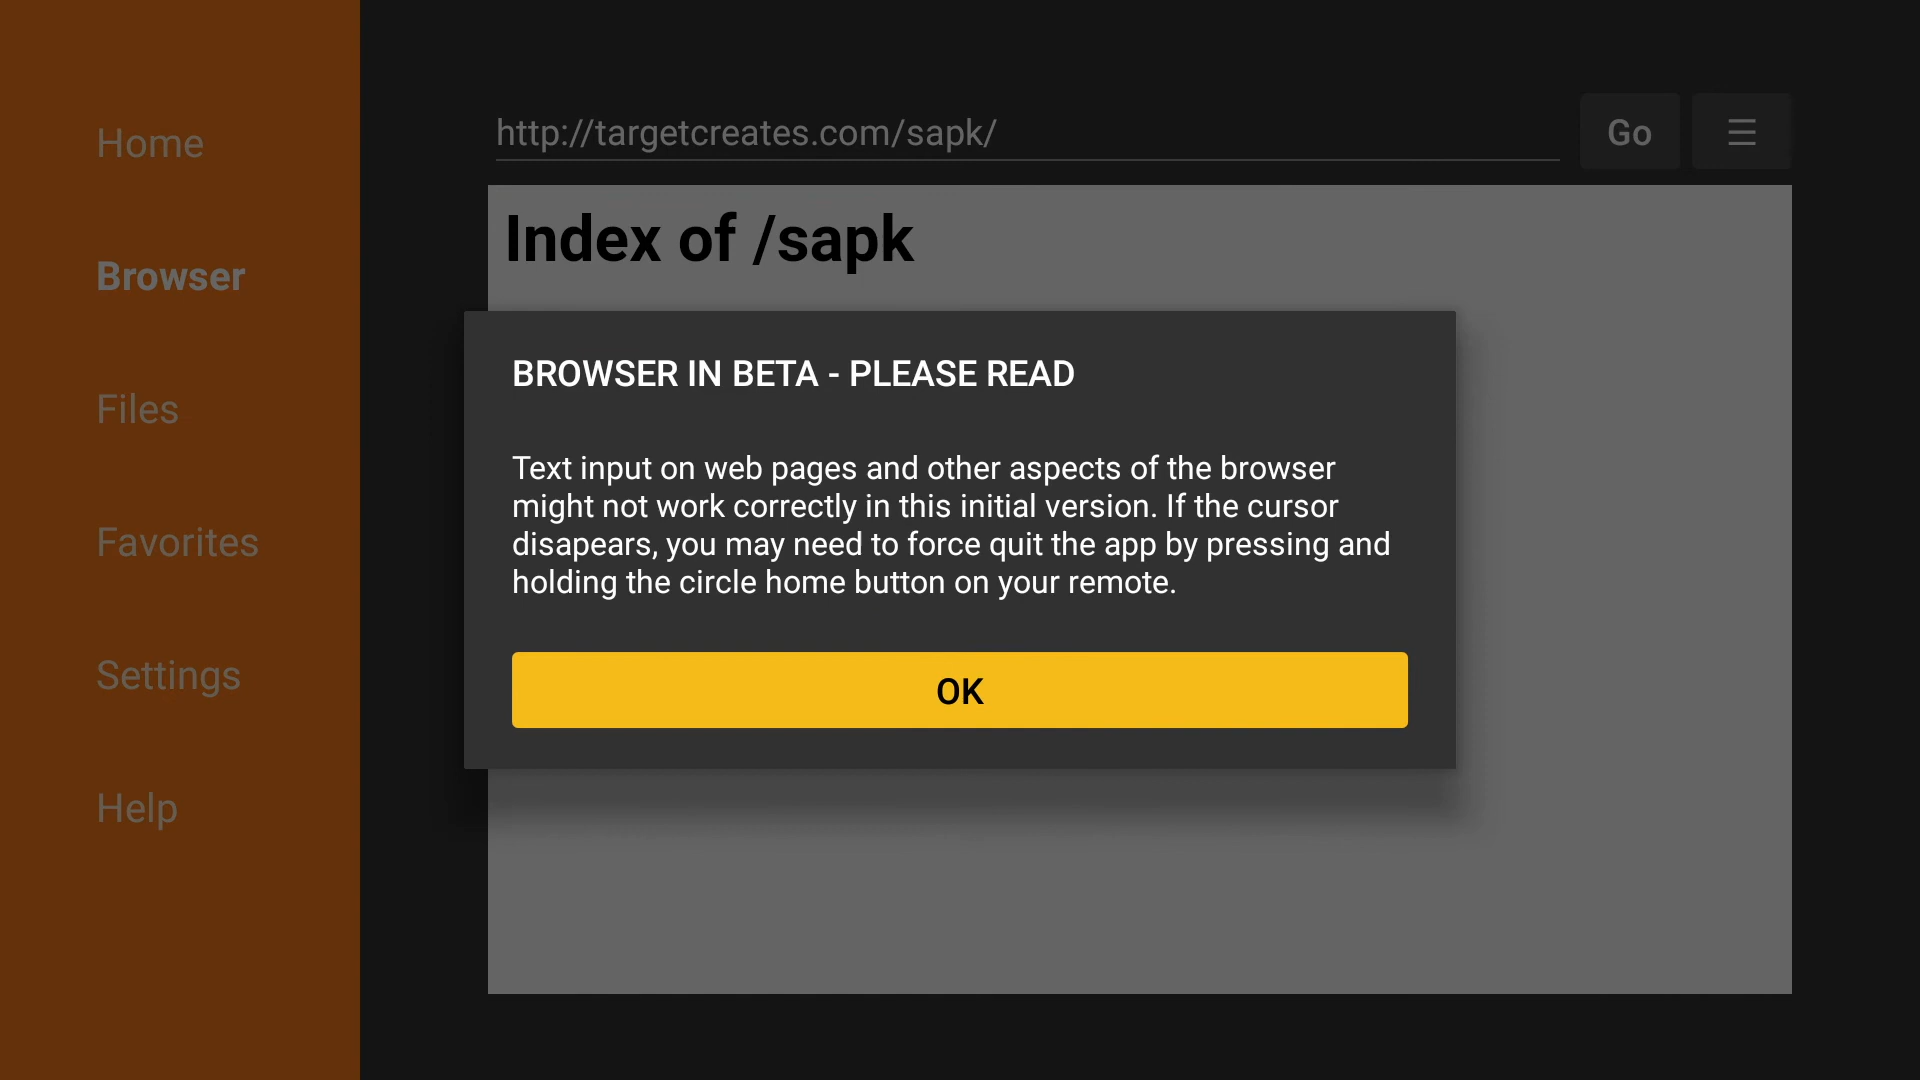 Home
Browser
Files
Favorites
Settings
Help
http://targetcreates.com/sapk/
Go
Index of /sapk
BROWSER IN BETA - PLEASE READ
Text input on web pages and other aspects of the browser
might not work correctly in this initial version. If the cursor
disapears, you may need to force quit the app by pressing and
holding the circle home button on your remote.
OK